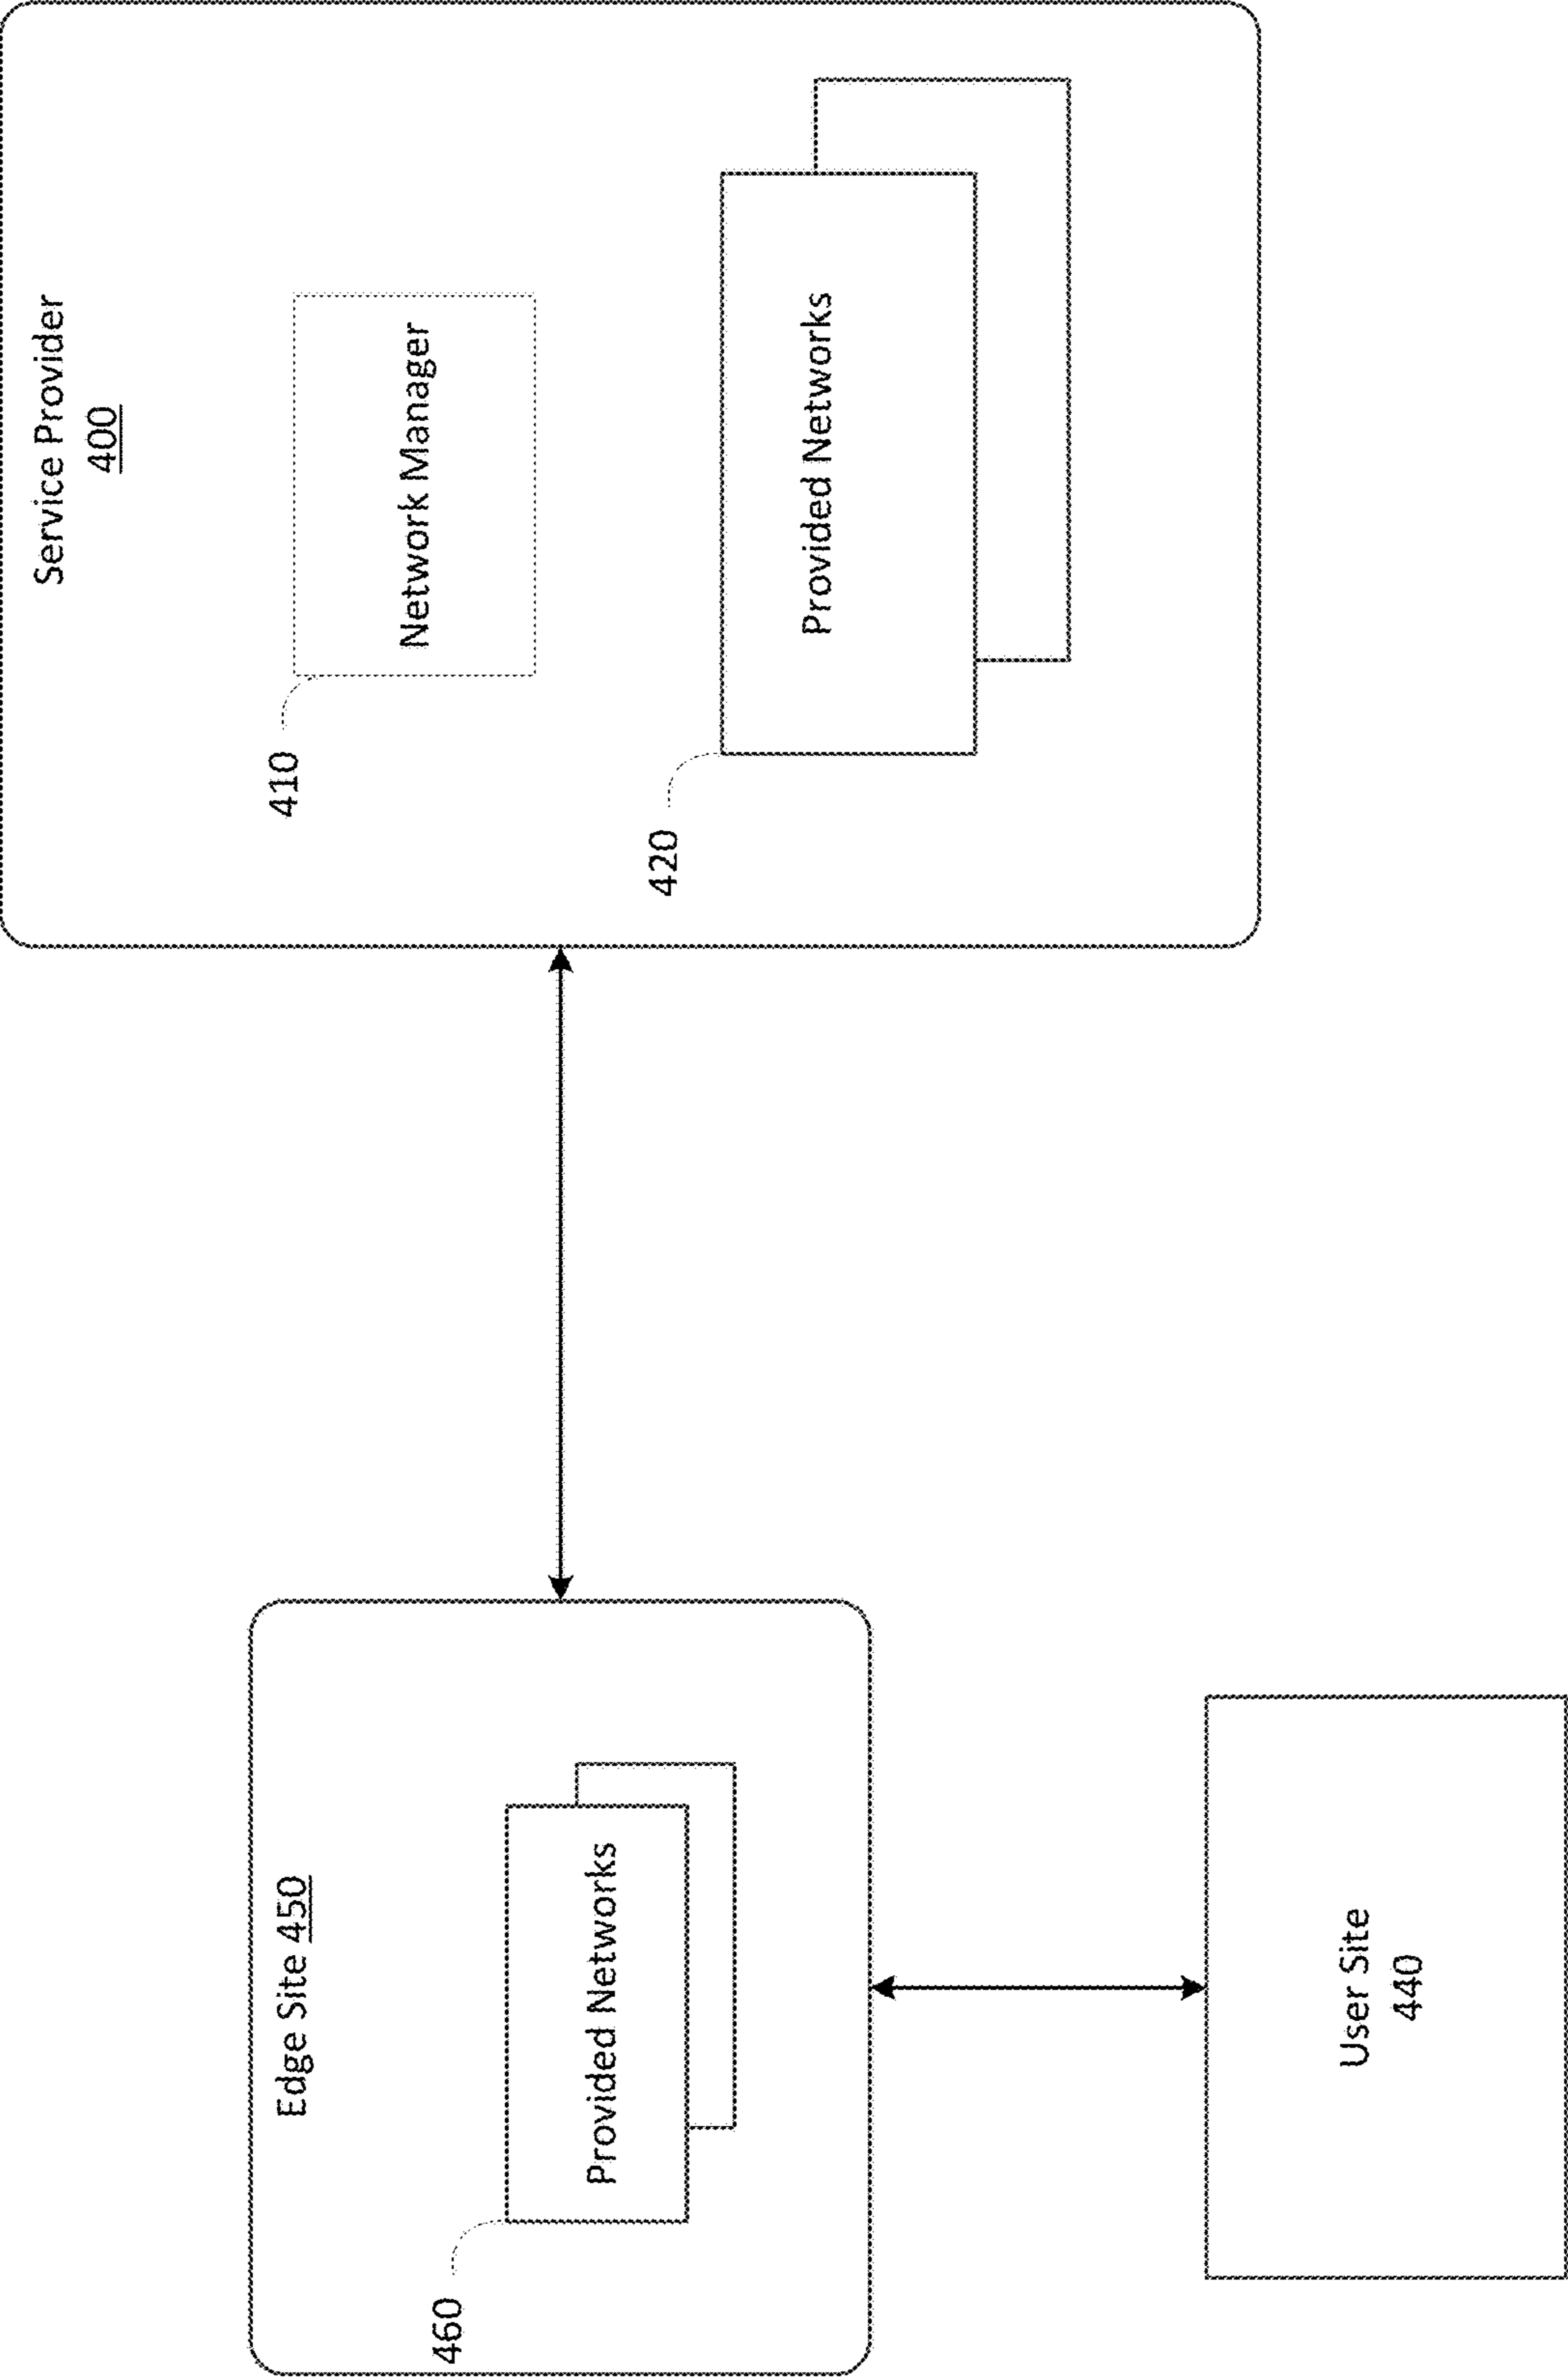 Service Provider
400
410
Network Manager
420
Provided Networks
Edge Site 450
460
Provided Networks
User Site
440